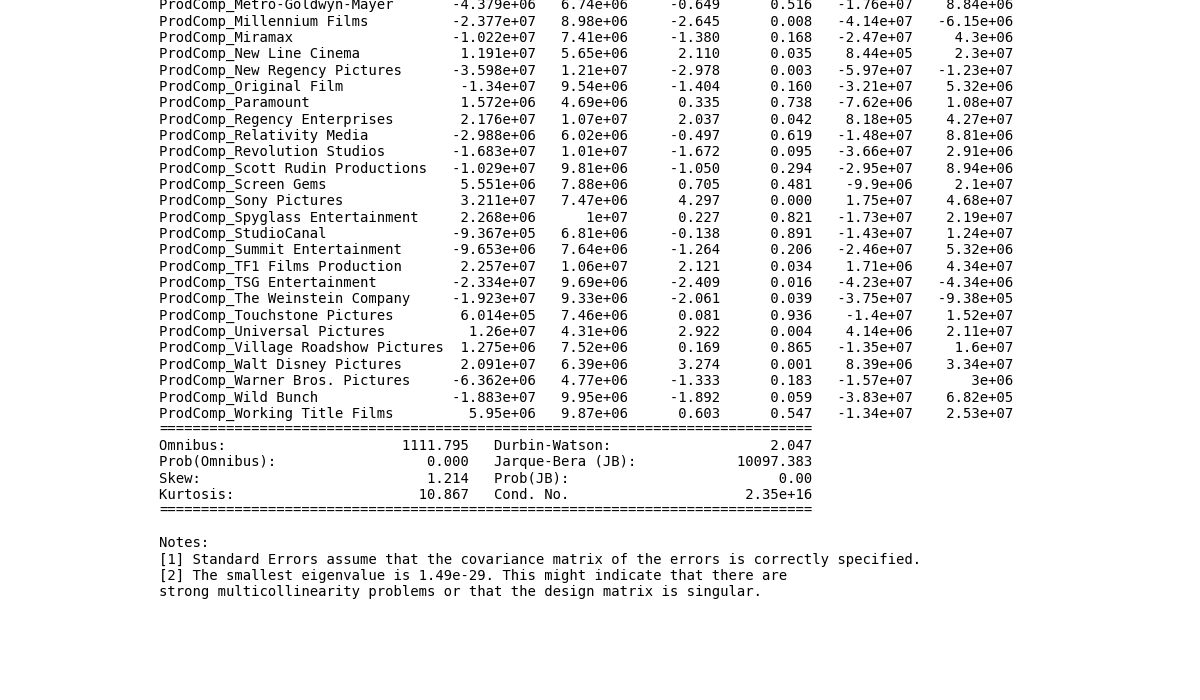 ProdComp_Metro-Goldwyn-Mayer -4.379e+06 6.74e+06 -0.649 0.516 -1.76e+07 8.84e+06
ProdComp_Millennium Films -2.377e+07 8.98e+06 -2.645 0.008 -4.14e+07 -6.15e+06
ProdComp_Miramax -1.022e+07 7.41e+06 -1.380 0.168 -2.47e+07 4.3e+06
ProdComp_New Line Cinema 1.191e+07 5.65e+06 2.110 0.035 8.44e+05 2.3e+07
ProdComp_New Regency Pictures -3.598e+07 1.21e+07 -2.978 0.003 -5.97e+07 -1.23e+07
ProdComp_Original Film -1.34e+07 9.54e+06 -1.404 0.160 -3.21e+07 5.32e+06
ProdComp_Paramount 1.572e+06 4.69e+06 0.335 0.738 -7.62e+06 1.08e+07
ProdComp_Regency Enterprises 2.176e+07 1.07e+07 2.037 0.042 8.18e+05 4.27e+07
ProdComp_Relativity Media -2.988e+06 6.02e+06 -0.497 0.619 -1.48e+07 8.81e+06
ProdComp_Revolution Studios -1.683e+07 1.01e+07 -1.672 0.095 -3.66e+07 2.91e+06
ProdComp_Scott Rudin Productions -1.029e+07 9.81e+06 -1.050 0.294 -2.95e+07 8.94e+06
ProdComp_Screen Gems 5.551e+06 7.88e+06 0.705 0.481 -9.9e+06 2.1e+07
ProdComp_Sony Pictures 3.211e+07 7.47e+06 4.297 0.000 1.75e+07 4.68e+07
ProdComp_Spyglass Entertainment 2.268e+06 1e+07 0.227 0.821 -1.73e+07 2.19e+07
ProdComp_StudioCanal -9.367e+05 6.81e+06 -0.138 0.891 -1.43e+07 1.24e+07
ProdComp_Summit Entertainment -9.653e+06 7.64e+06 -1.264 0.206 -2.46e+07 5.32e+06
ProdComp_TF1 Films Production 2.257e+07 1.06e+07 2.121 0.034 1.71e+06 4.34e+07
ProdComp_TSG Entertainment -2.334e+07 9.69e+06 -2.409 0.016 -4.23e+07 -4.34e+06
ProdComp_The Weinstein Company -1.923e+07 9.33e+06 -2.061 0.039 -3.75e+07 -9.38e+05
ProdComp_Touchstone Pictures 6.014e+05 7.46e+06 0.081 0.936 -1.4e+07 1.52e+07
ProdComp_Universal Pictures 1.26e+07 4.31e+06 2.922 0.004 4.14e+06 2.11e+07
ProdComp_Village Roadshow Pictures 1.275e+06 7.52e+06 0.169 0.865 -1.35e+07 1.6e+07
ProdComp_Walt Disney Pictures 2.091e+07 6.39e+06 3.274 0.001 8.39e+06 3.34e+07
ProdComp_Warner Bros. Pictures -6.362e+06 4.77e+06 -1.333 0.183 -1.57e+07 3e+06
ProdComp_Wild Bunch -1.883e+07 9.95e+06 -1.892 0.059 -3.83e+07 6.82e+05
ProdComp_Working Title Films 5.95e+06 9.87e+06 0.603 0.547 -1.34e+07 2.53e+07
==============================================================================
Omnibus: 1111.795 Durbin-Watson: 2.047
Prob(Omnibus): 0.000 Jarque-Bera (JB): 10097.383
Skew: 1.214 Prob(JB): 0.00
Kurtosis: 10.867 Cond. No. 2.35e+16
==============================================================================
Notes:
[1] Standard Errors assume that the covariance matrix of the errors is correctly specified.
[2] The smallest eigenvalue is 1.49e-29. This might indicate that there are
strong multicollinearity problems or that the design matrix is singular.